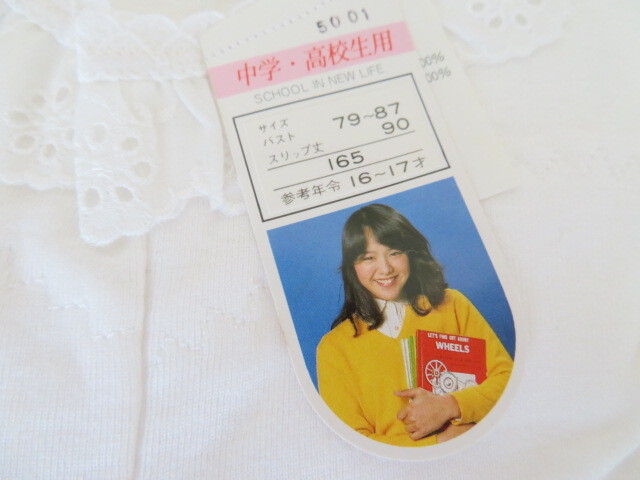 5001
中学・高校生用
SCHOOL IN NEW LIFE
サイズ
バスト 79~87
スリップ丈 90
165
参考年令 16~17才
00%
00%
LET'S FIND OUT ABOUT
WHEELS